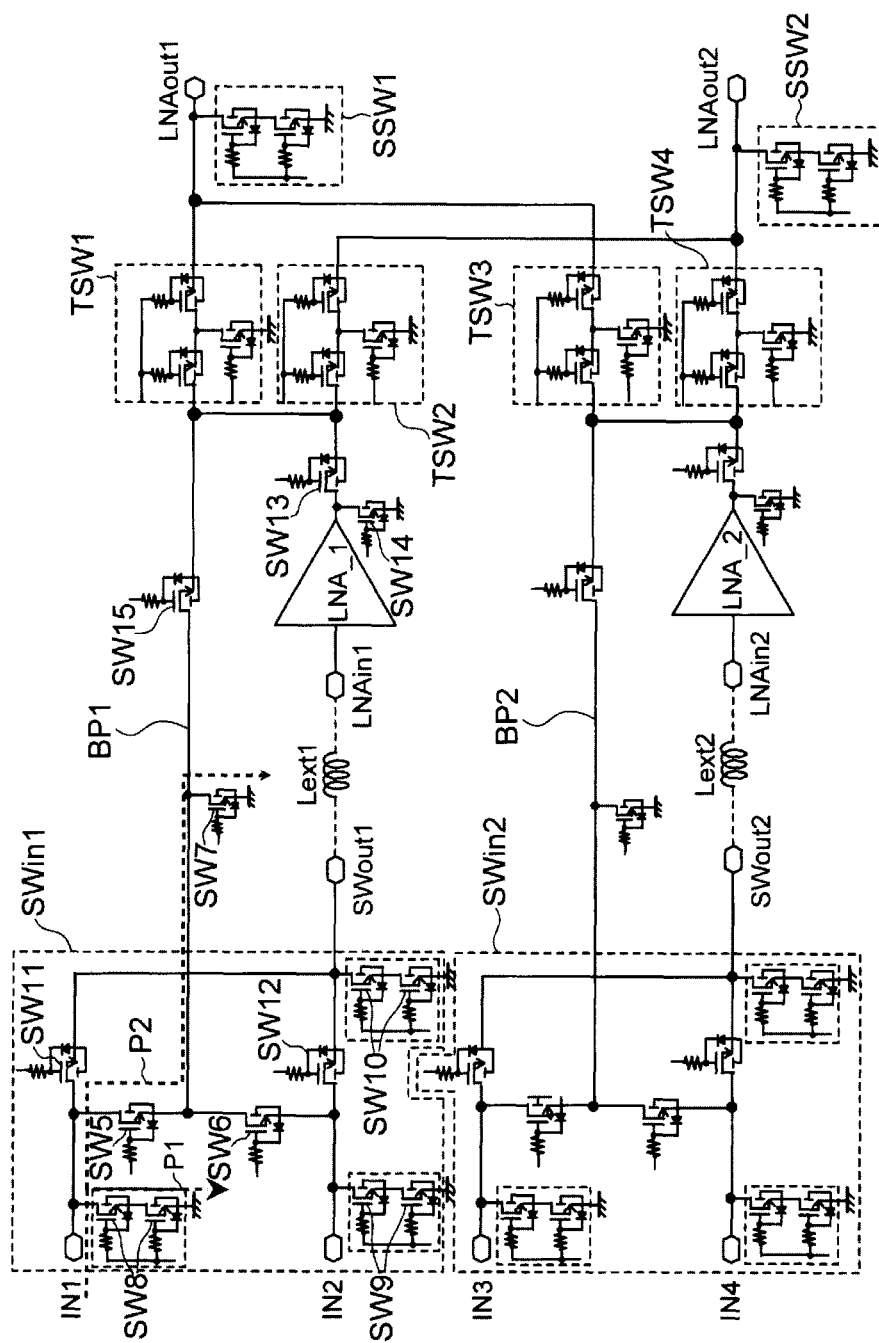 LNAout1
SSW1
TSW1
TSW2
SW13
LNA_1
SW14
SW15
BP1
LNAin1
Lext1
SW7
SWout1
SWin1
SW11
P2
SW12
SW10
SW5
SW6
P1
IN1
SW8
IN2
SW9
LNAout2
SSW2
TSW4
TSW3
LNA_2
BP2
LNAin2
Lext2
SWin2
SWout2
IN3
IN4